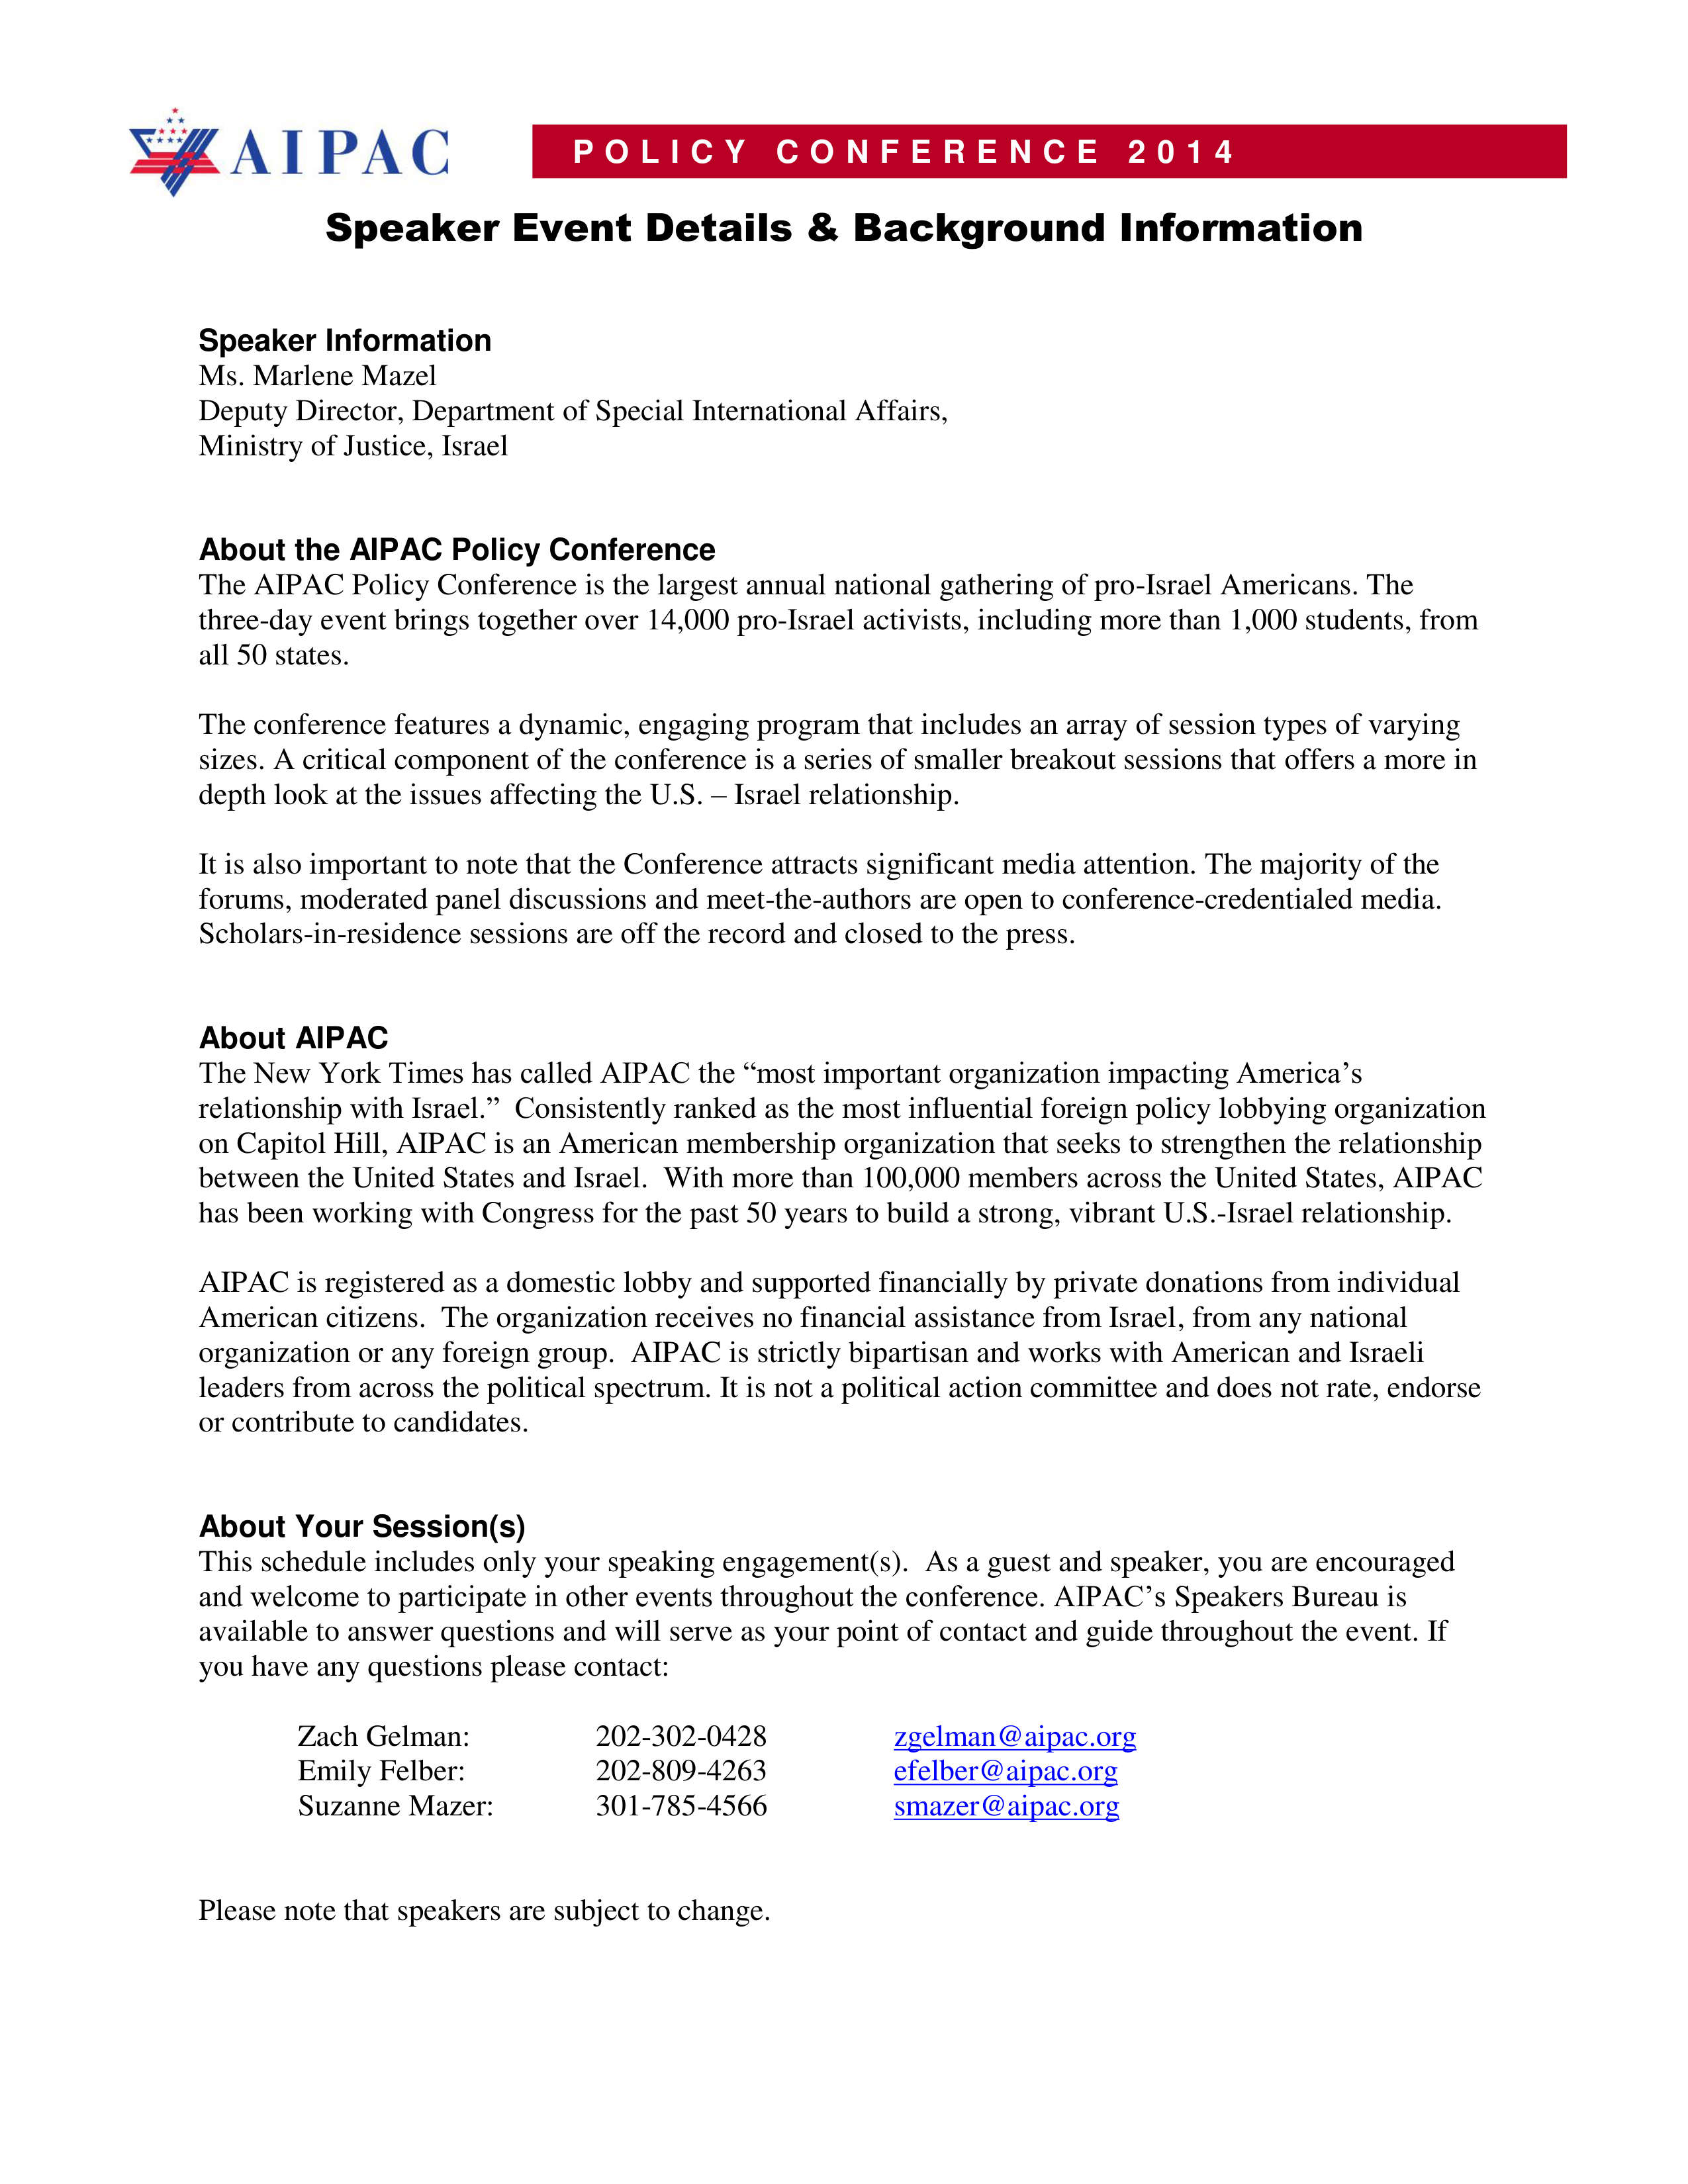 AIPAC
POLICY CONFERENCE 2014
Speaker Event Details & Background Information
Speaker Information
Ms. Marlene Mazel
Deputy Director, Department of Special International Affairs,
Ministry of Justice, Israel
About the AIPAC Policy Conference
The AIPAC Policy Conference is the largest annual national gathering of pro-Israel Americans. The
three-day event brings together over 14,000 pro-Israel activists, including more than 1,000 students, from
all 50 states.
The conference features a dynamic, engaging program that includes an array of session types of varying
sizes. A critical component of the conference is a series of smaller breakout sessions that offers a more in
depth look at the issues affecting the U.S. – Israel relationship.
It is also important to note that the Conference attracts significant media attention. The majority of the
forums, moderated panel discussions and meet-the-authors are open to conference-credentialed media.
Scholars-in-residence sessions are off the record and closed to the press.
About AIPAC
The New York Times has called AIPAC the “most important organization impacting America’s
relationship with Israel.”  Consistently ranked as the most influential foreign policy lobbying organization
on Capitol Hill, AIPAC is an American membership organization that seeks to strengthen the relationship
between the United States and Israel.  With more than 100,000 members across the United States, AIPAC
has been working with Congress for the past 50 years to build a strong, vibrant U.S.-Israel relationship.
AIPAC is registered as a domestic lobby and supported financially by private donations from individual
American citizens.  The organization receives no financial assistance from Israel, from any national
organization or any foreign group.  AIPAC is strictly bipartisan and works with American and Israeli
leaders from across the political spectrum. It is not a political action committee and does not rate, endorse
or contribute to candidates.
About Your Session(s)
This schedule includes only your speaking engagement(s).  As a guest and speaker, you are encouraged
and welcome to participate in other events throughout the conference. AIPAC’s Speakers Bureau is
available to answer questions and will serve as your point of contact and guide throughout the event. If
you have any questions please contact:
Zach Gelman: 202-302-0428 zgelman@aipac.org
Emily Felber: 202-809-4263 efelber@aipac.org
Suzanne Mazer: 301-785-4566 smazer@aipac.org
Please note that speakers are subject to change.